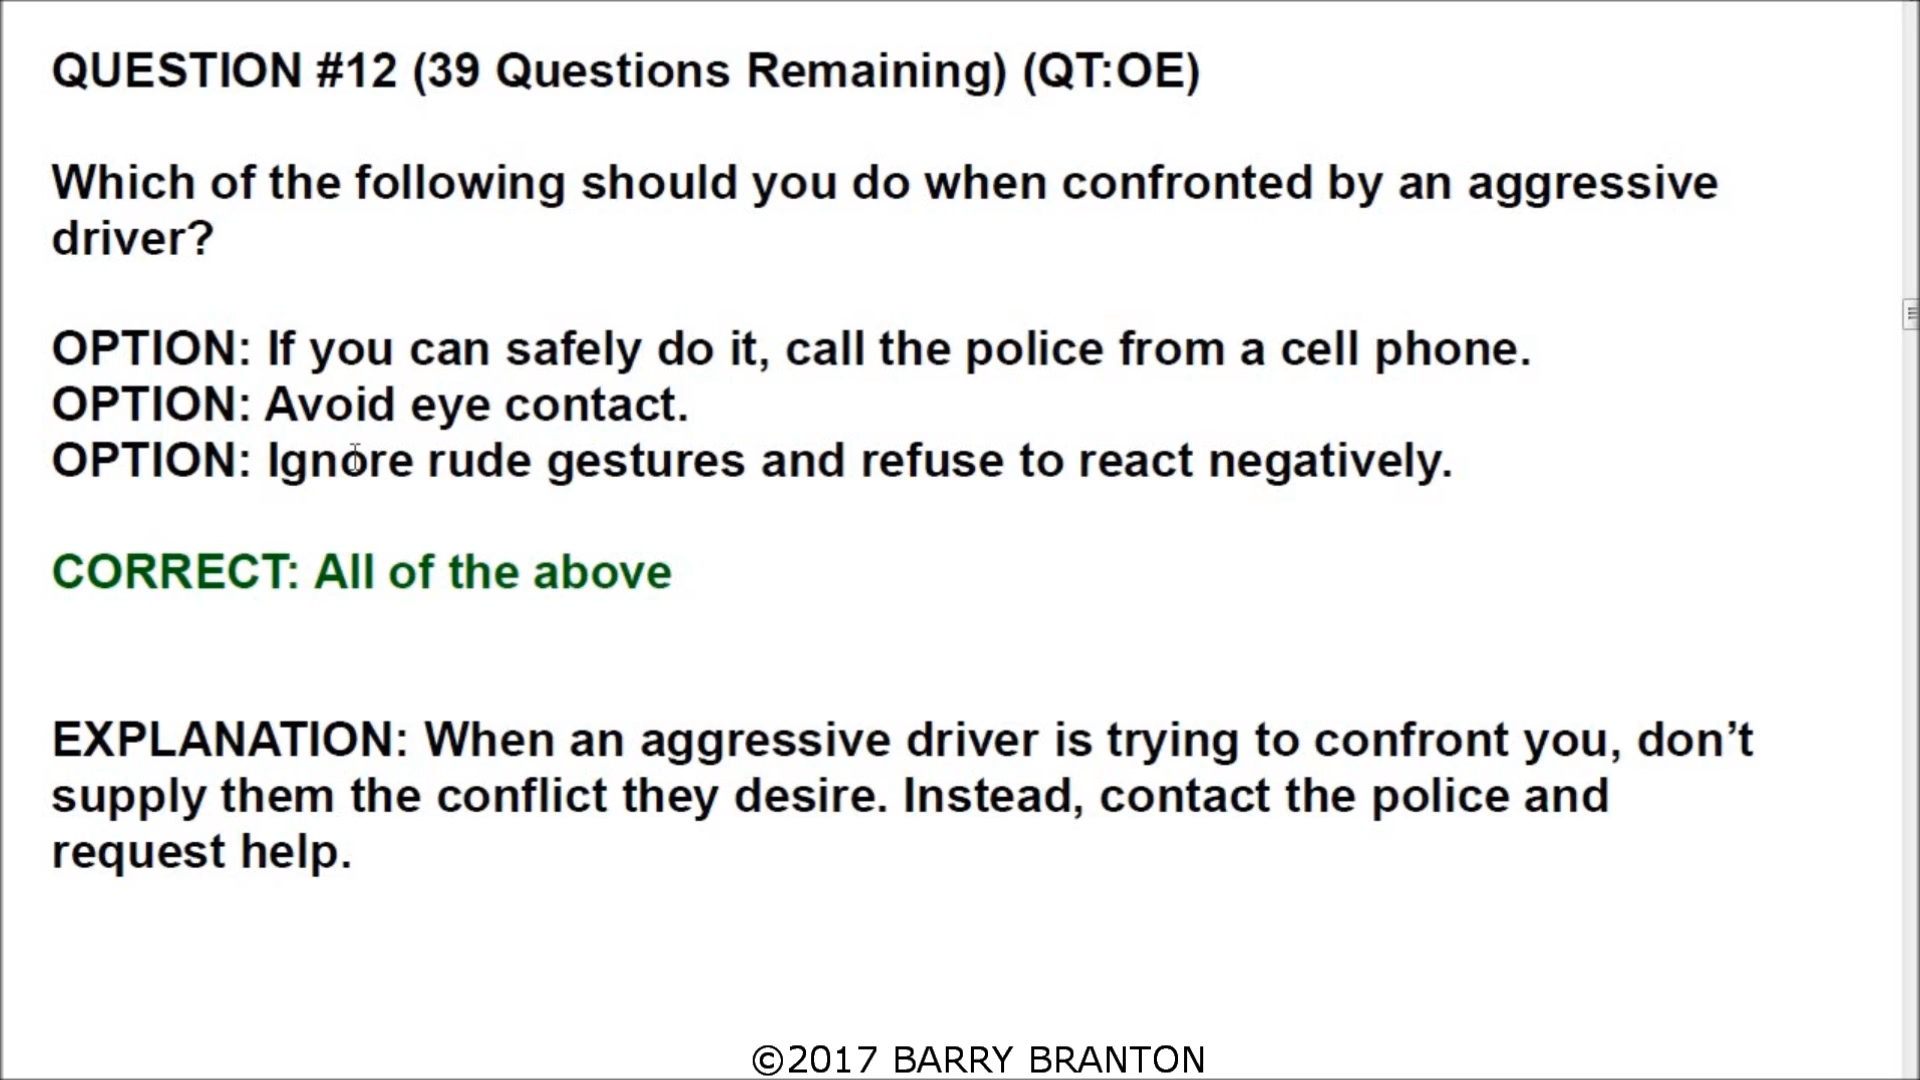 QUESTION #12 (39 Questions Remaining) (QT:OE)
Which of the following should you do when confronted by an aggressive
driver?
OPTION: If you can safely do it, call the police from a cell phone.
OPTION: Avoid eye contact.
OPTION: Ignore rude gestures and refuse to react negatively.
CORRECT: All of the above
EXPLANATION: When an aggressive driver is trying to confront you, don’t
supply them the conflict they desire. Instead, contact the police and
request help.
©2017 BARRY BRANTON